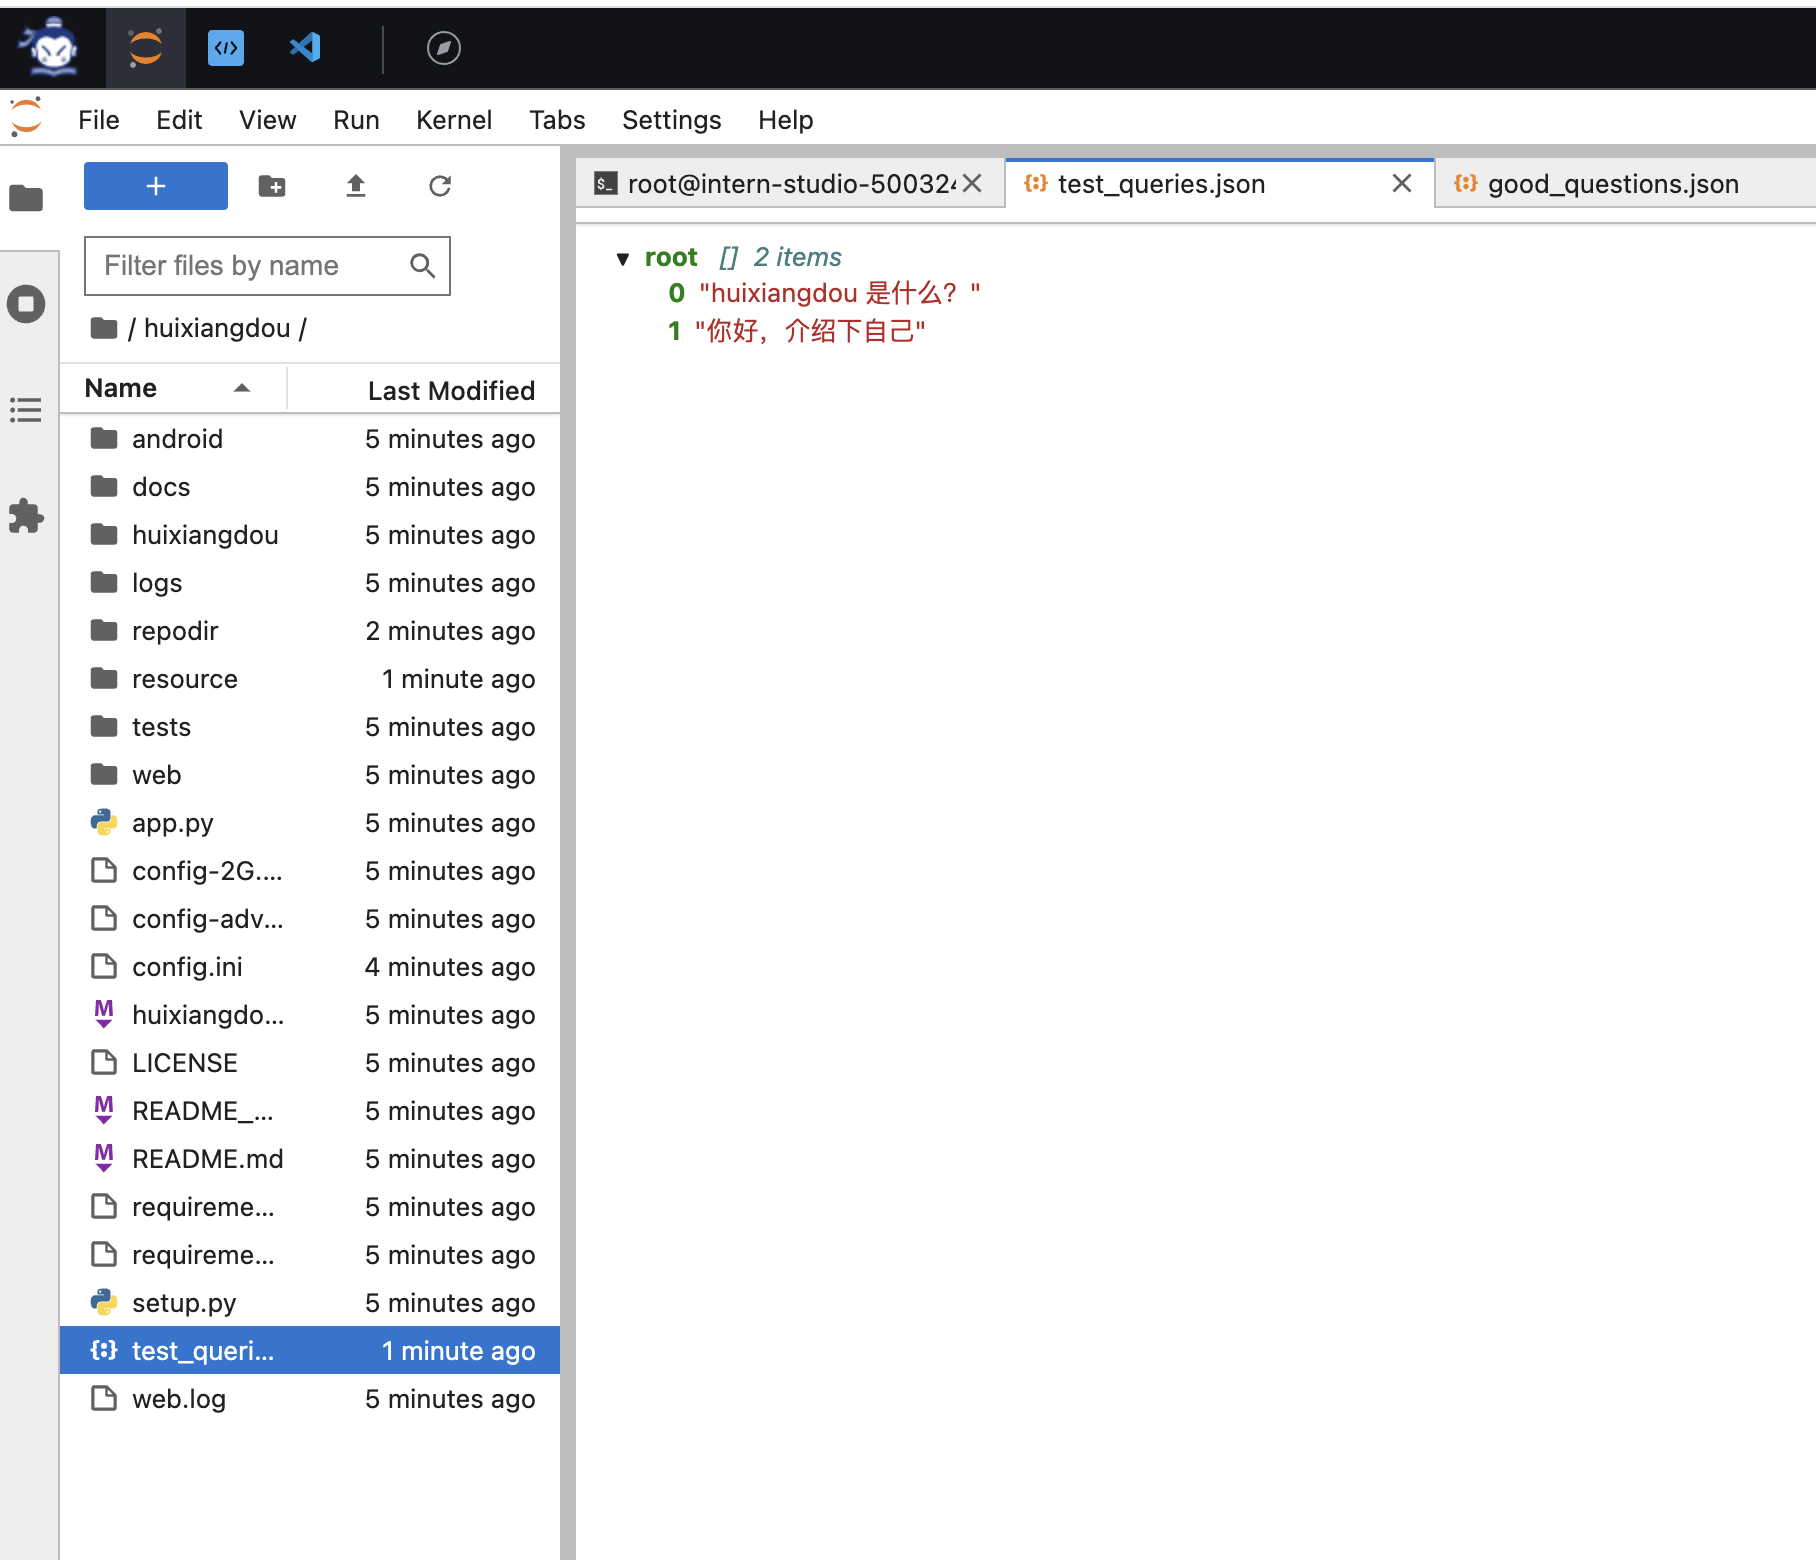 File Edit View Run Kernel Tabs Settings Help
root@intern-studio-50032
test_queries.json
good_questions.json
Filter files by name
/ huixiangdou /
Name Last Modified
android 5 minutes ago
docs 5 minutes ago
huixiangdou 5 minutes ago
logs 5 minutes ago
repodir 2 minutes ago
resource 1 minute ago
tests 5 minutes ago
web 5 minutes ago
app.py 5 minutes ago
config-2G.... 5 minutes ago
config-adv... 5 minutes ago
config.ini 4 minutes ago
huixiangdo... 5 minutes ago
LICENSE 5 minutes ago
README_... 5 minutes ago
README.md 5 minutes ago
requireme... 5 minutes ago
requireme... 5 minutes ago
setup.py 5 minutes ago
test_queri... 1 minute ago
web.log 5 minutes ago
root [] 2 items
0 "huixiangdou 是什么？"
1 "你好，介绍下自己"